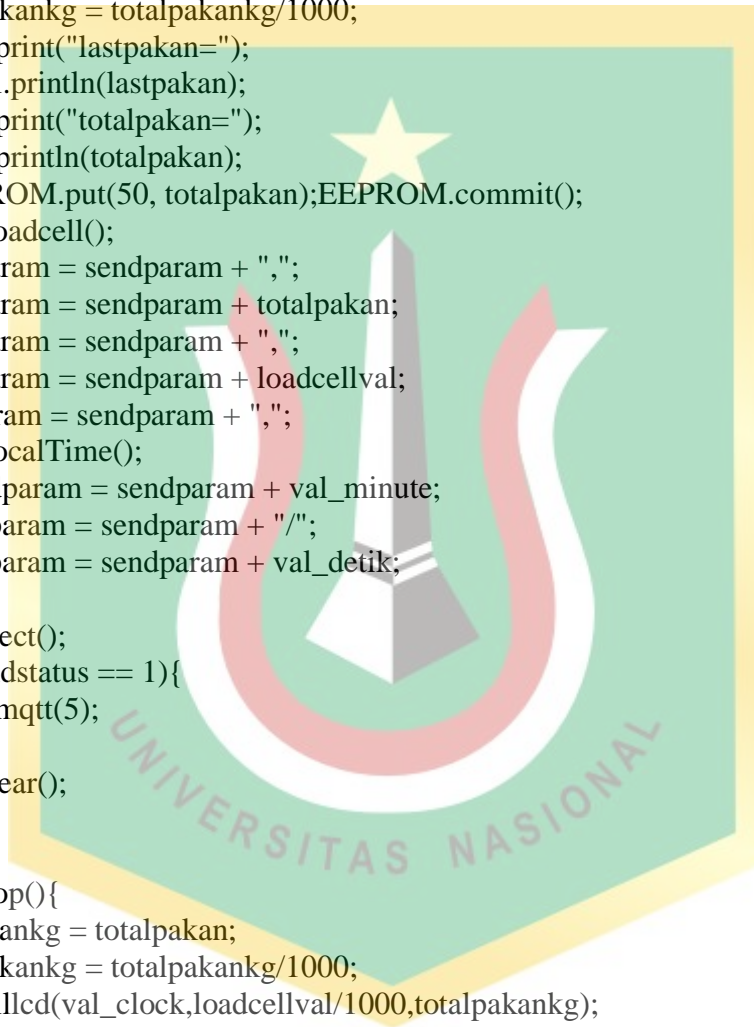 kankg = totalpakankg/1000;
print("lastpakan=");
.println(lastpakan);
print("totalpakan=");
println(totalpakan);
ROM.put(50, totalpakan);EEPROM.commit();
oadcell();
ram = sendparam + ",";
ram = sendparam + totalpakan;
ram = sendparam + ",";
ram = sendparam + loadcellval;
ram = sendparam + ",";
ocalTime();
param = sendparam + val_minute;
param = sendparam + "/";
param = sendparam + val_detik;
ect();
dstatus == 1){
mqtt(5);
ear();
op(){
ankg = totalpakan;
kankg = totalpakankg/1000;
llcd(val_clock,loadcellval/1000,totalpakankg);
UNIVERSITAS NASIONAL